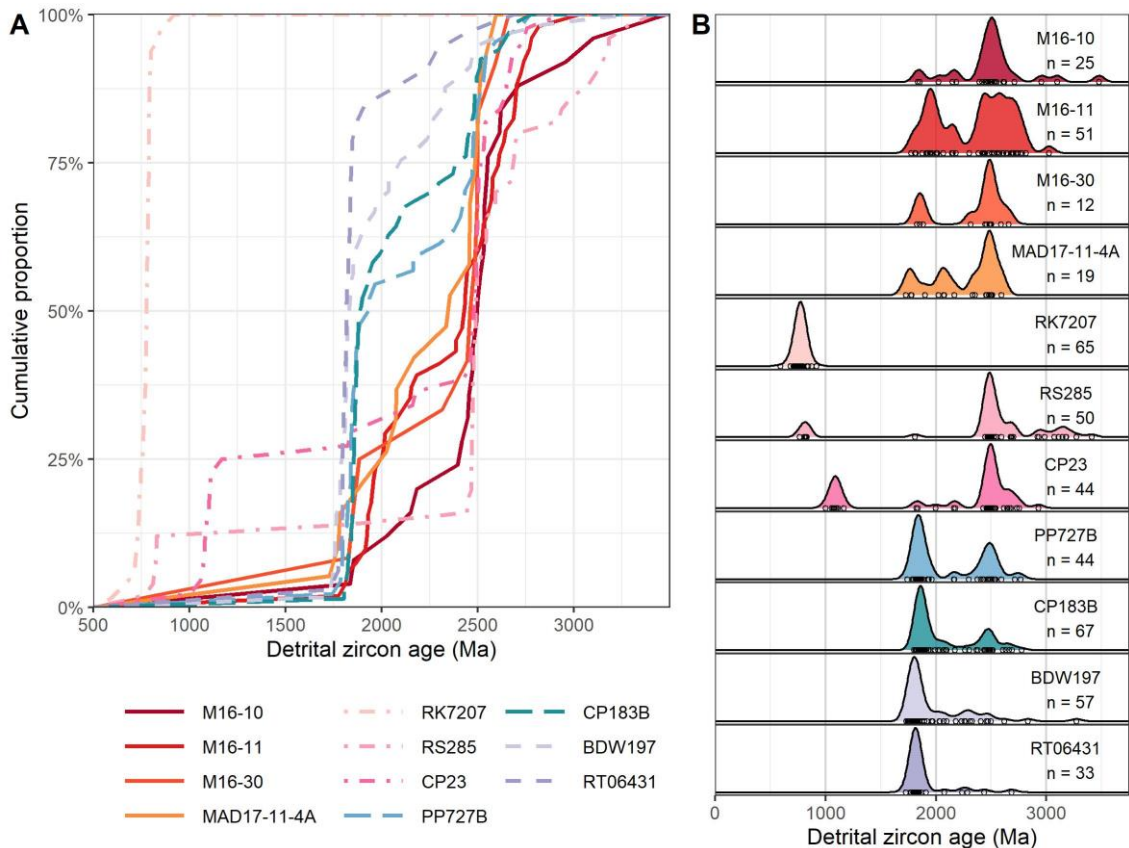 A
100%
75%
50%
25%
0%
Cumulative proportion
500
1000
1500
2000
2500
3000
Detrital zircon age (Ma)
M16-10
M16-11
M16-30
MAD17-11-4A
RK7207
RS285
CP23
PP727B
CP183B
BDW197
RT06431
B
M16-10
n = 25
M16-11
n = 51
M16-30
n = 12
MAD17-11-4A
n = 19
RK7207
n = 65
RS285
n = 50
CP23
n = 44
PP727B
n = 44
CP183B
n = 67
BDW197
n = 57
RT06431
n = 33
0
1000
2000
3000
Detrital zircon age (Ma)